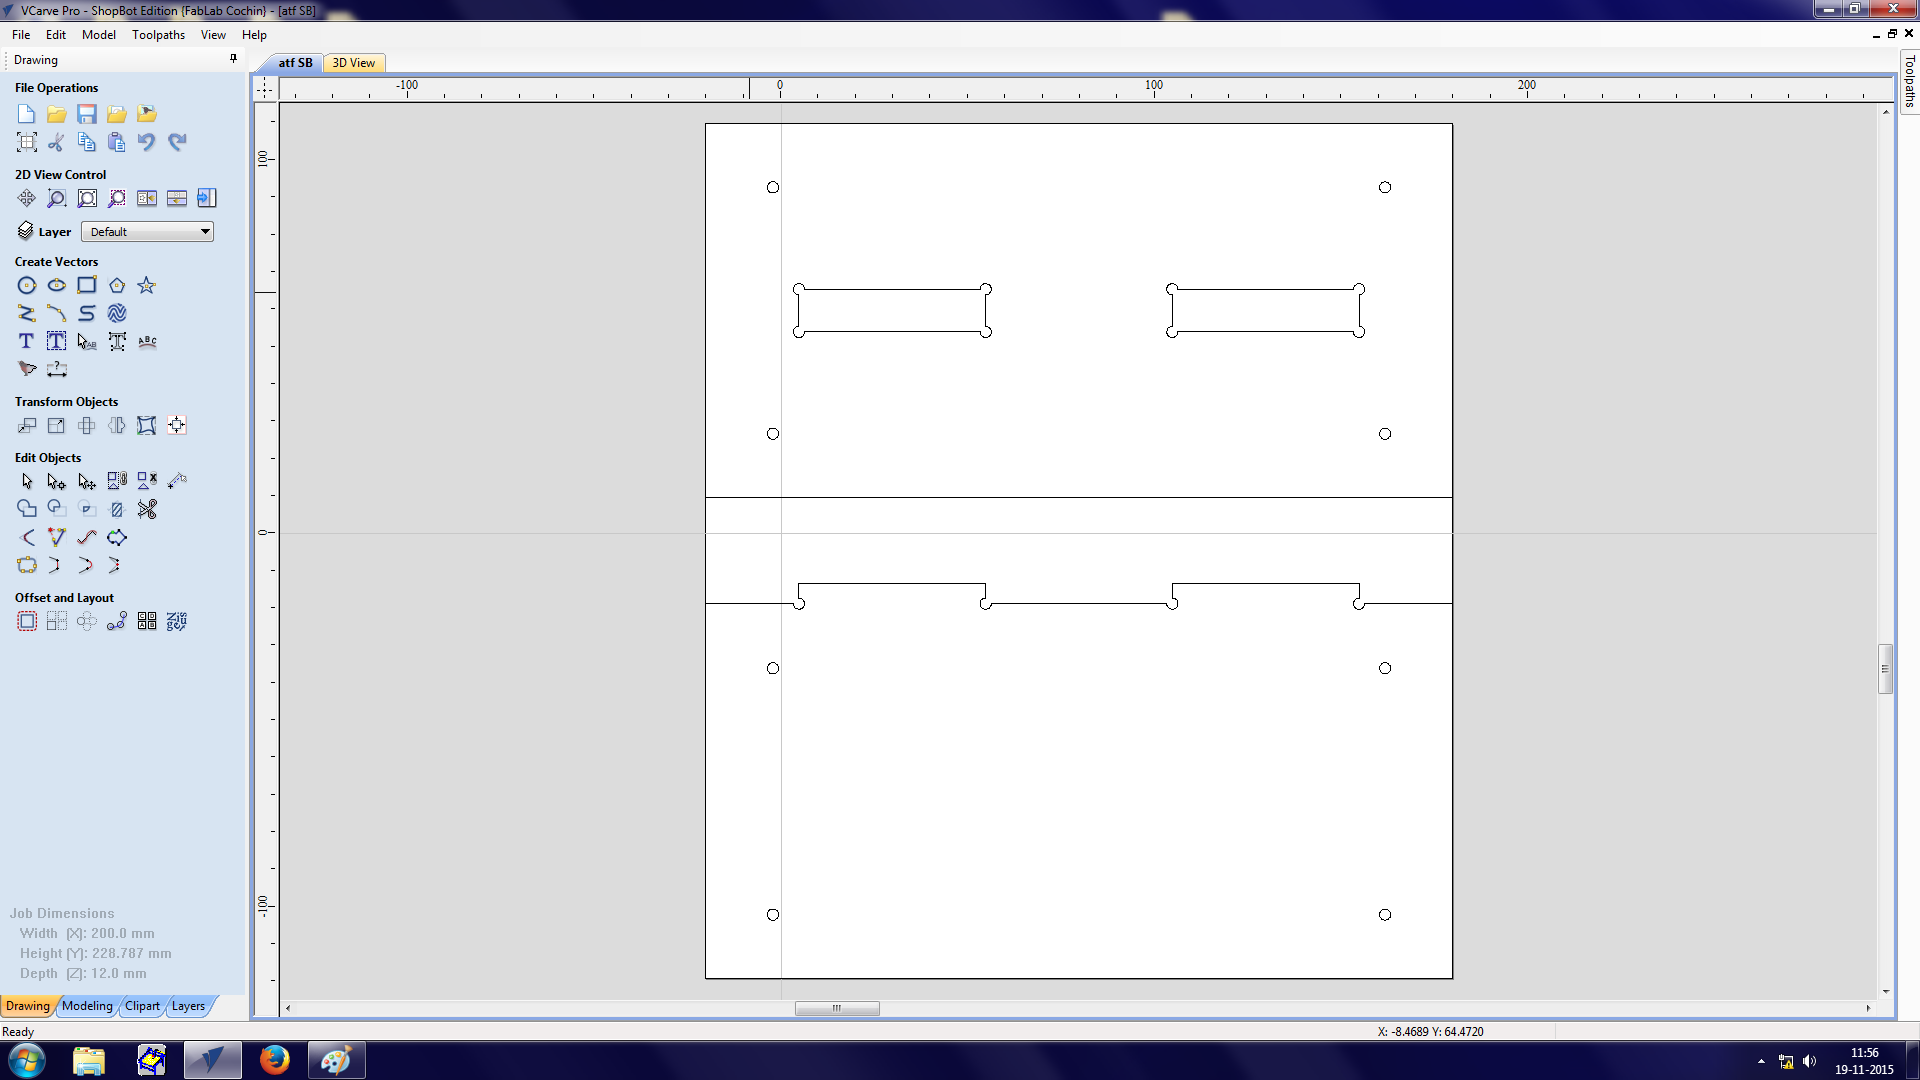 VCarve Pro - ShopBot Edition {FabLab Cochin} - [atf SB]
File Edit Model Toolpaths View Help
Drawing
atf SB 3D View
File Operations
2D View Control
Layer Default
Create Vectors
Transform Objects
Edit Objects
Offset and Layout
Job Dimensions
Width (X): 200.0 mm
Height (Y): 228.787 mm
Depth (Z): 12.0 mm
Drawing Modeling Clipart Layers
-100 0 100 200
100
0
-100
Toolpaths
Ready
X: -8.4689 Y: 64.4720
11:56
19-11-2015